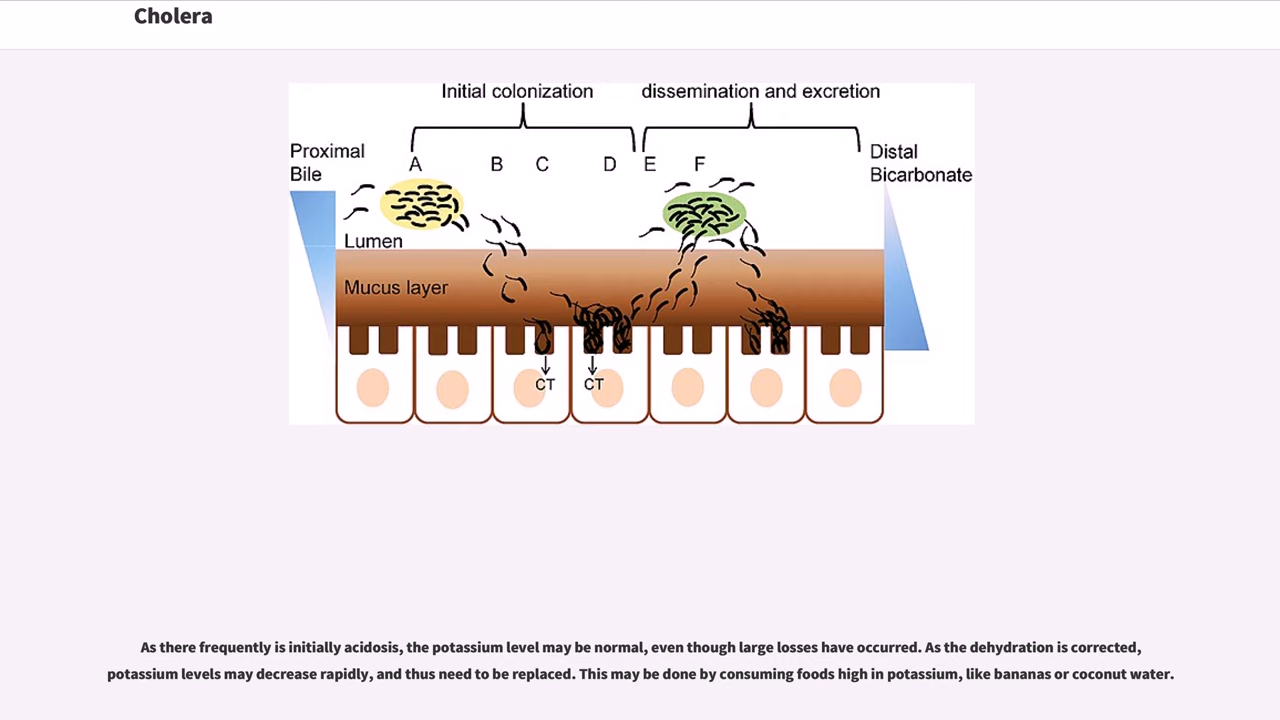 Cholera
Initial colonization
dissemination and excretion
Proximal
Bile
A
B
C
D
E
F
Distal
Bicarbonate
Lumen
Mucus layer
CT
CT
As there frequently is initially acidosis, the potassium level may be normal, even though large losses have occurred. As the dehydration is corrected,
potassium levels may decrease rapidly, and thus need to be replaced. This may be done by consuming foods high in potassium, like bananas or coconut water.